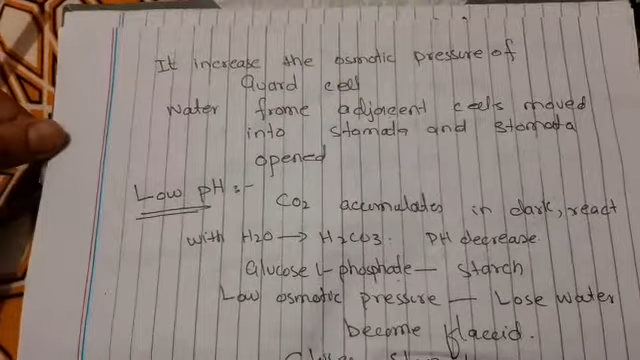 It increase the osmotic pressure of
Guard cell
Water frome adjacent cells moved
into stomata and stomata
opened
Low pH :-
CO2 accumalates in dark, react
with H2O → H2CO3. PH decrease.
Glucose 1-phosphate — starch
Low osmotic pressure — Lose water
become flaccid.